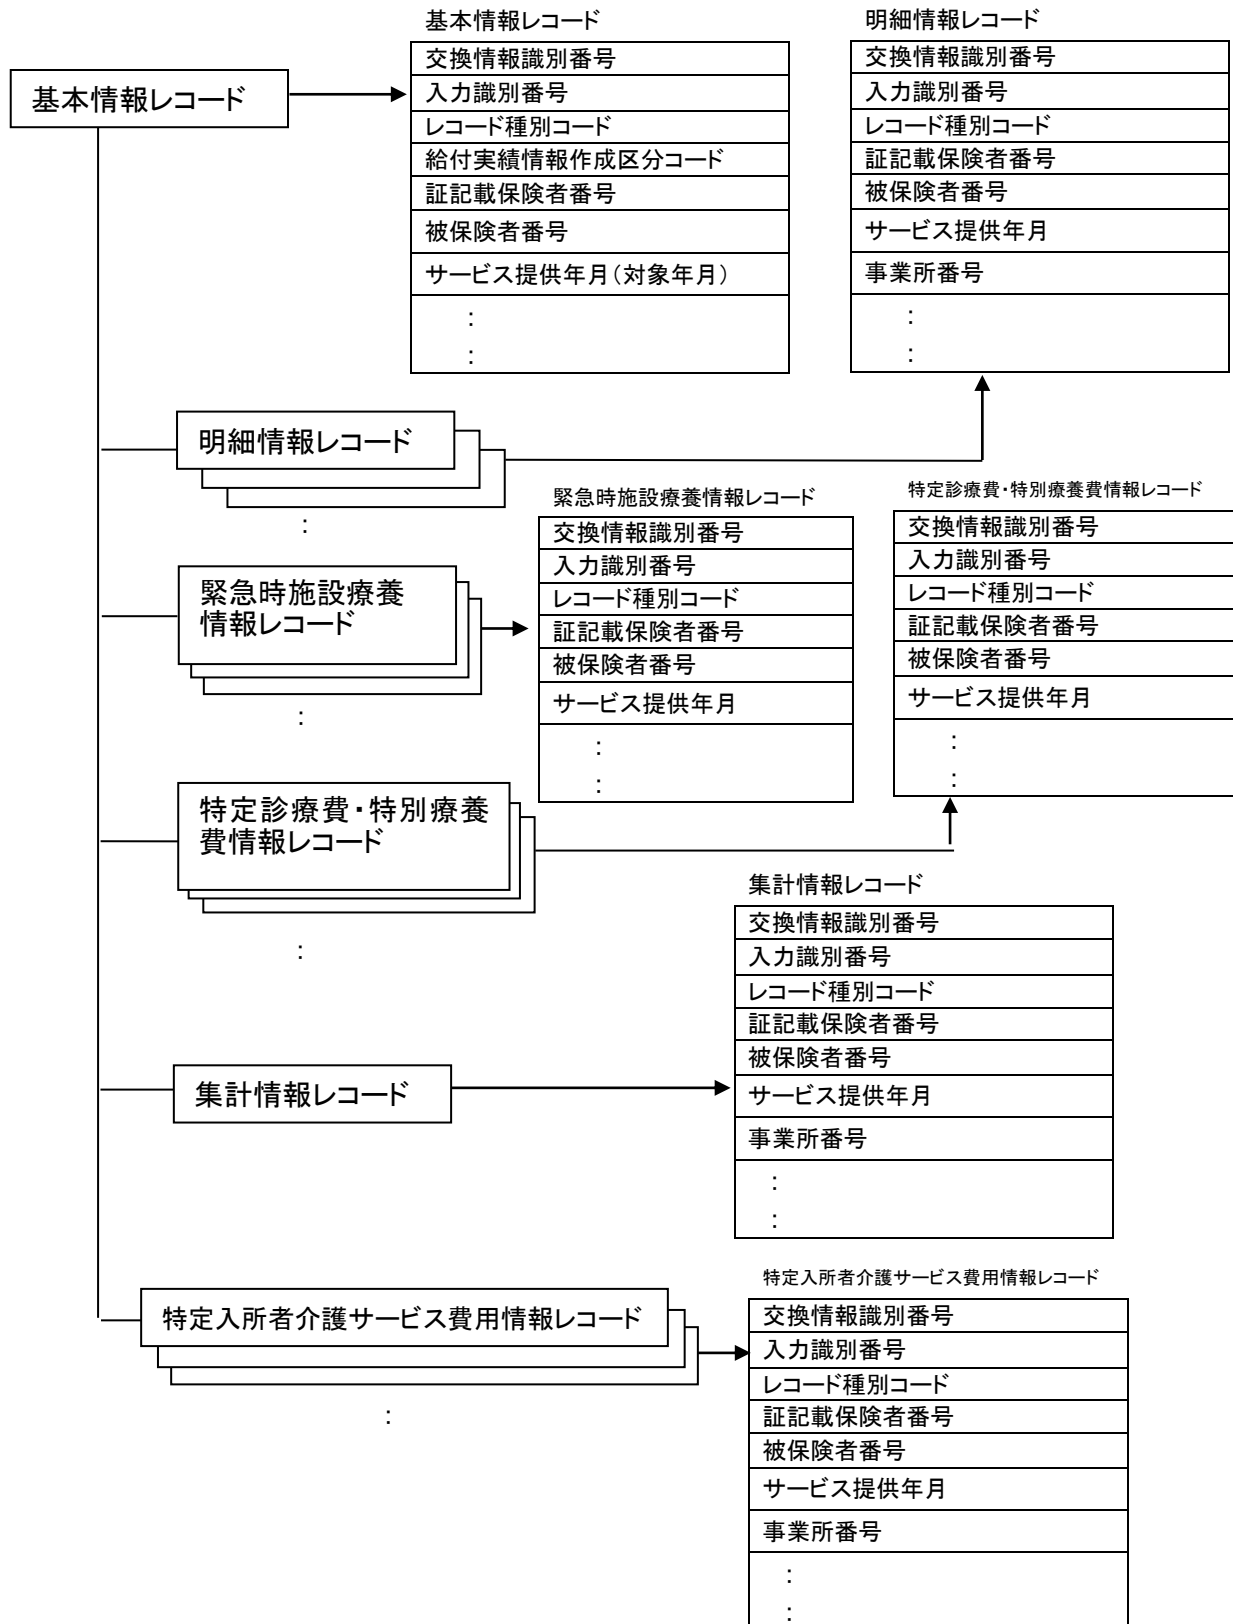 基本情報レコード
基本情報レコード
交換情報識別番号
入力識別番号
レコード種別コード
給付実績情報作成区分コード
証記載保険者番号
被保険者番号
サービス提供年月(対象年月)
:
:
明細情報レコード
交換情報識別番号
入力識別番号
レコード種別コード
証記載保険者番号
被保険者番号
サービス提供年月
事業所番号
:
:
明細情報レコード
:
緊急時施設療養
情報レコード
:
緊急時施設療養情報レコード
交換情報識別番号
入力識別番号
レコード種別コード
証記載保険者番号
被保険者番号
サービス提供年月
:
:
特定診療費・特別療養費情報レコード
交換情報識別番号
入力識別番号
レコード種別コード
証記載保険者番号
被保険者番号
サービス提供年月
:
:
特定診療費・特別療養
費情報レコード
:
集計情報レコード
集計情報レコード
交換情報識別番号
入力識別番号
レコード種別コード
証記載保険者番号
被保険者番号
サービス提供年月
事業所番号
:
:
特定入所者介護サービス費用情報レコード
:
特定入所者介護サービス費用情報レコード
交換情報識別番号
入力識別番号
レコード種別コード
証記載保険者番号
被保険者番号
サービス提供年月
事業所番号
:
: